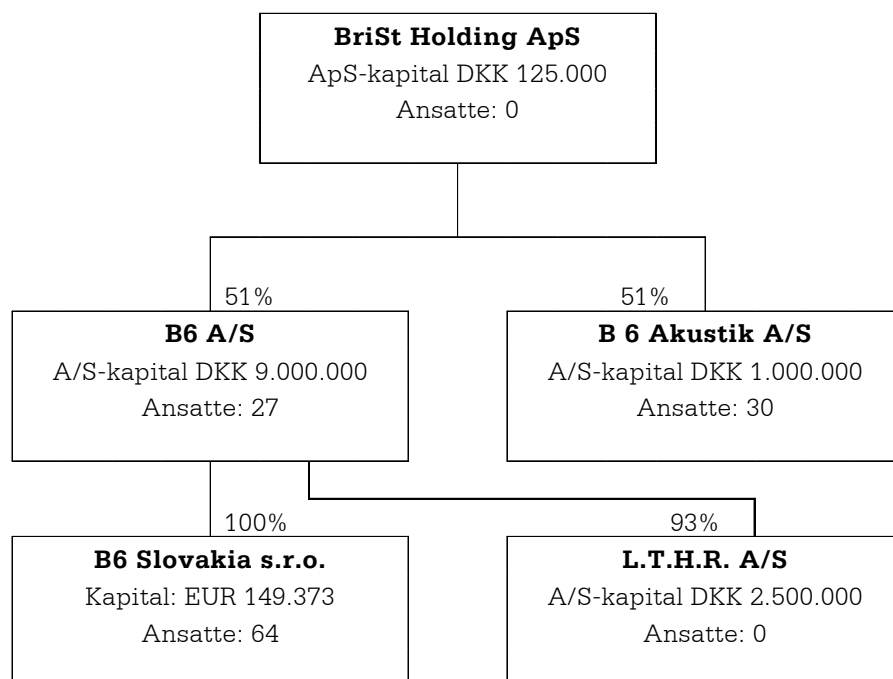 BriSt Holding ApS
ApS-kapital DKK 125.000
Ansatte: 0
51%
51%
B6 A/S
A/S-kapital DKK 9.000.000
Ansatte: 27
B 6 Akustik A/S
A/S-kapital DKK 1.000.000
Ansatte: 30
100%
93%
B6 Slovakia s.r.o.
Kapital: EUR 149.373
Ansatte: 64
L.T.H.R. A/S
A/S-kapital DKK 2.500.000
Ansatte: 0